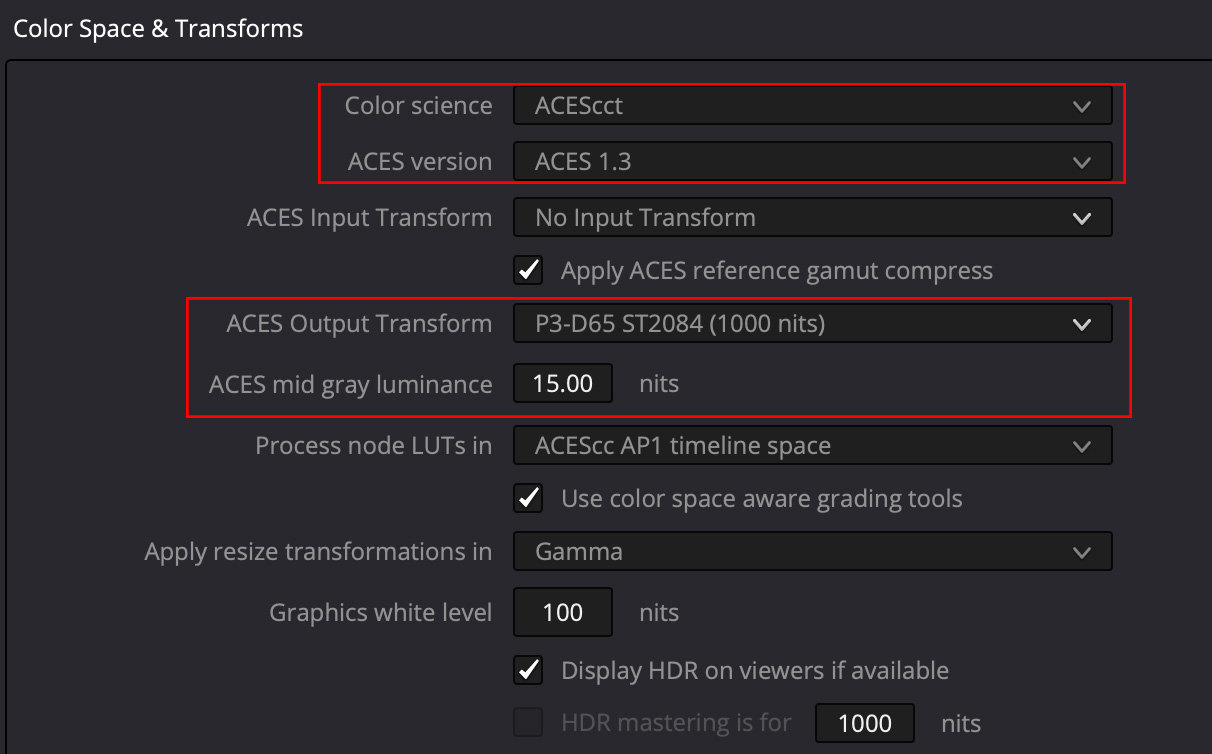 Color Space & Transforms
Color science ACEScct
ACES version ACES 1.3
ACES Input Transform No Input Transform
Apply ACES reference gamut compress
ACES Output Transform P3-D65 ST2084 (1000 nits)
ACES mid gray luminance 15.00 nits
Process node LUTs in ACEScc AP1 timeline space
Use color space aware grading tools
Apply resize transformations in Gamma
Graphics white level 100 nits
Display HDR on viewers if available
HDR mastering is for 1000 nits